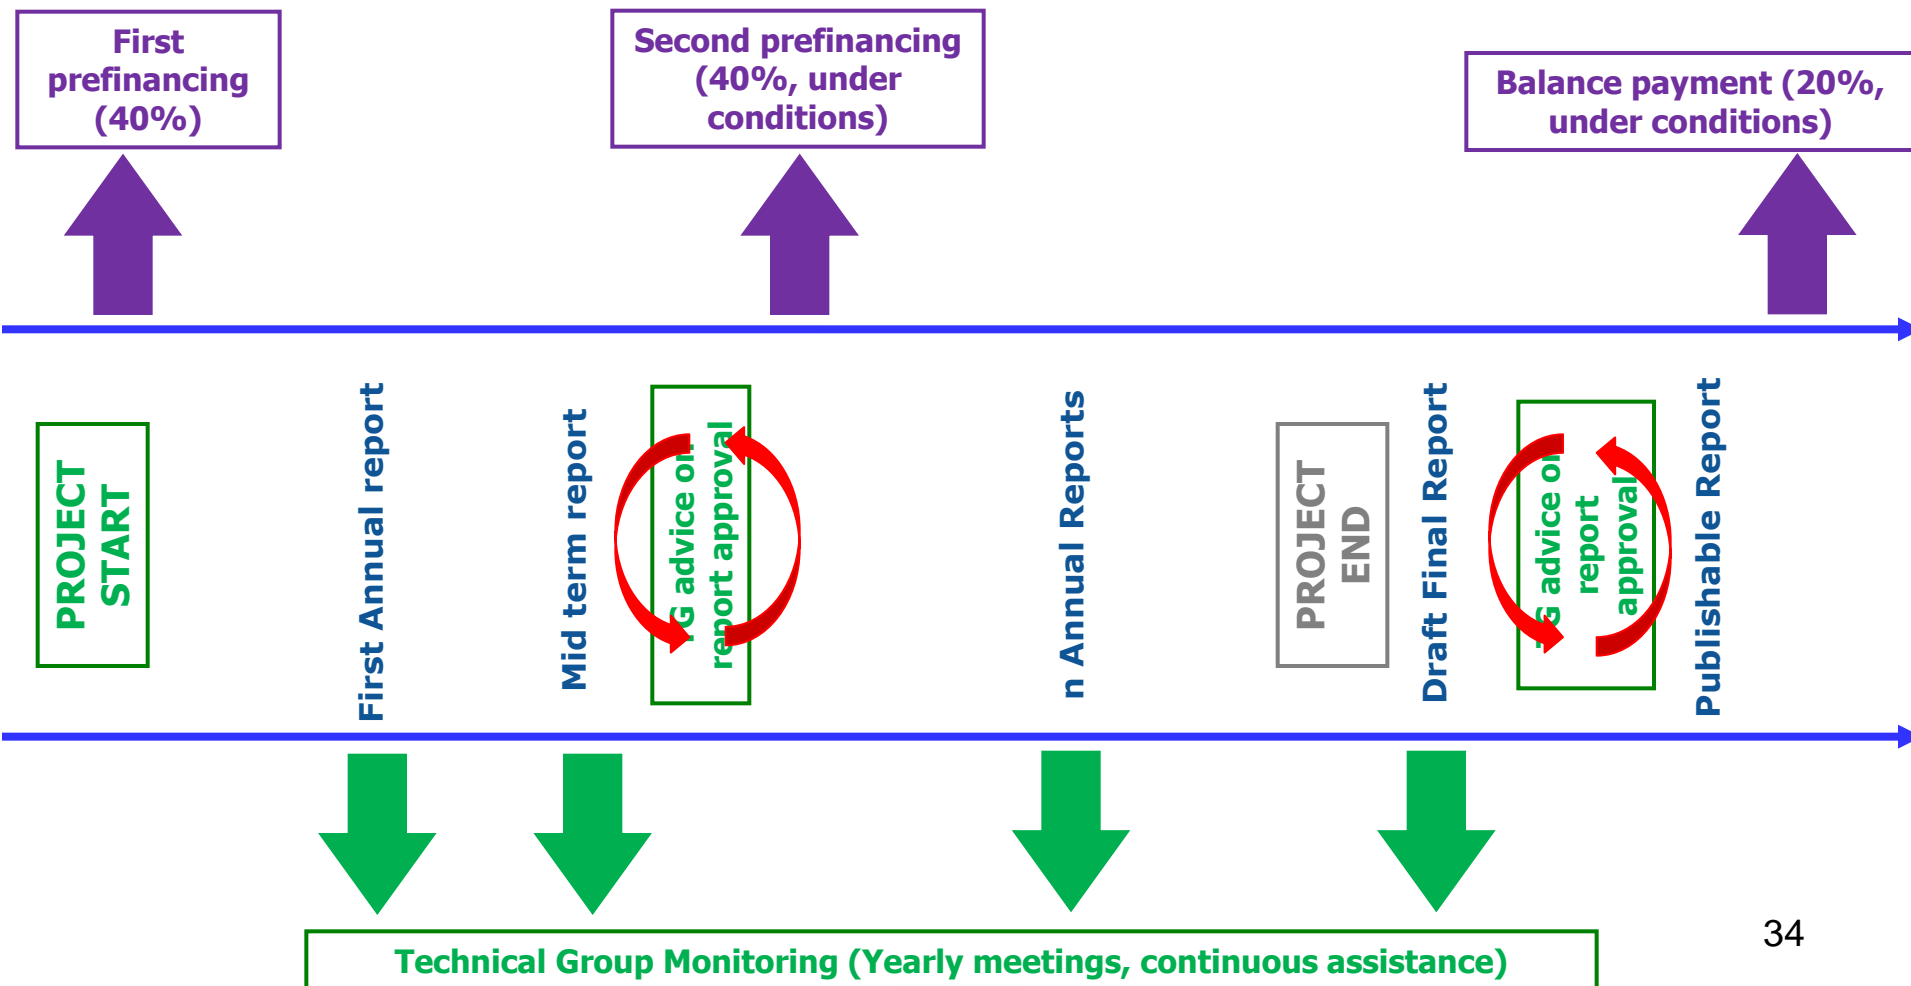 First
prefinancing
(40%)
Second prefinancing
(40%, under
conditions)
Balance payment (20%,
under conditions)
PROJECT
START
First Annual report
Mid term report
advice on
report approval
n Annual Reports
PROJECT
END
Draft Final Report
advice on
report
approval
Publishable Report
Technical Group Monitoring (Yearly meetings, continuous assistance)
34